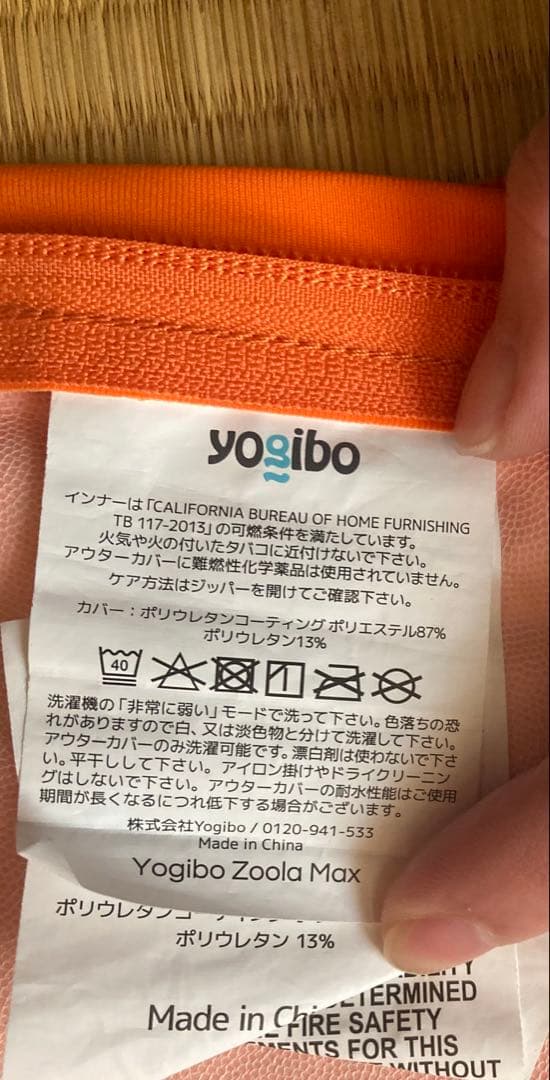 yogibo
インナーは「CALIFORNIA BUREAU OF HOME FURNISHING
TB 117-2013」の可燃条件を満たしています。
火気や火の付いたタバコに近付けないで下さい。
アウターカバーに難燃性化学薬品は使用されていません。
ケア方法はジッパーを開けてご確認下さい。
カバー：ポリウレタンコーティング ポリエステル87%
ポリウレタン13%
40
洗濯機の「非常に弱い」モードで洗って下さい。色落ちの恐
れがありますので白、又は淡色物と分けて洗濯して下さい。
アウターカバーのみ洗濯可能です。漂白剤は使わないで下さ
い。平干しして下さい。アイロン掛けやドライクリーニン
グはしないで下さい。アウターカバーの耐水性能はご使用
期間が長くなるにつれ低下する場合がございます。
株式会社Yogibo / 0120-941-533
Made in China
Yogibo Zoola Max
ポリウレタンコーティング
ポリウレタン 13%
Made in
DETERMINED
FIRE SAFETY
FOR THIS
WITHOUT